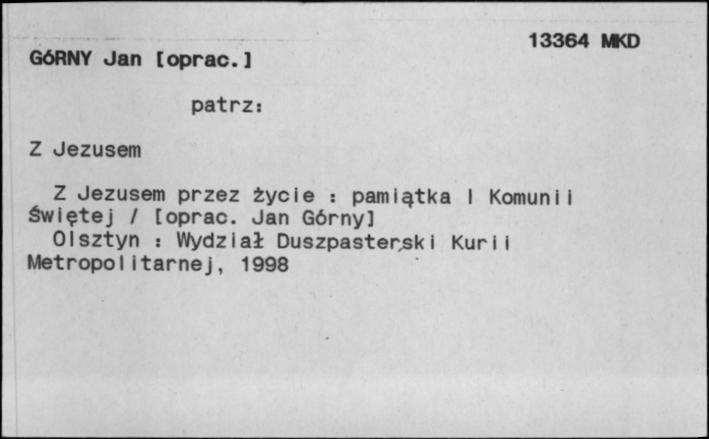 13364 MKD
GÓRNY Jan [oprac.]
patrz:
Z Jezusem
Z Jezusem przez życie : pamiątka I Komunii
Świętej / [oprac. Jan Górny]
Olsztyn : Wydział Duszpasterski Kurii
Metropolitarnej, 1998